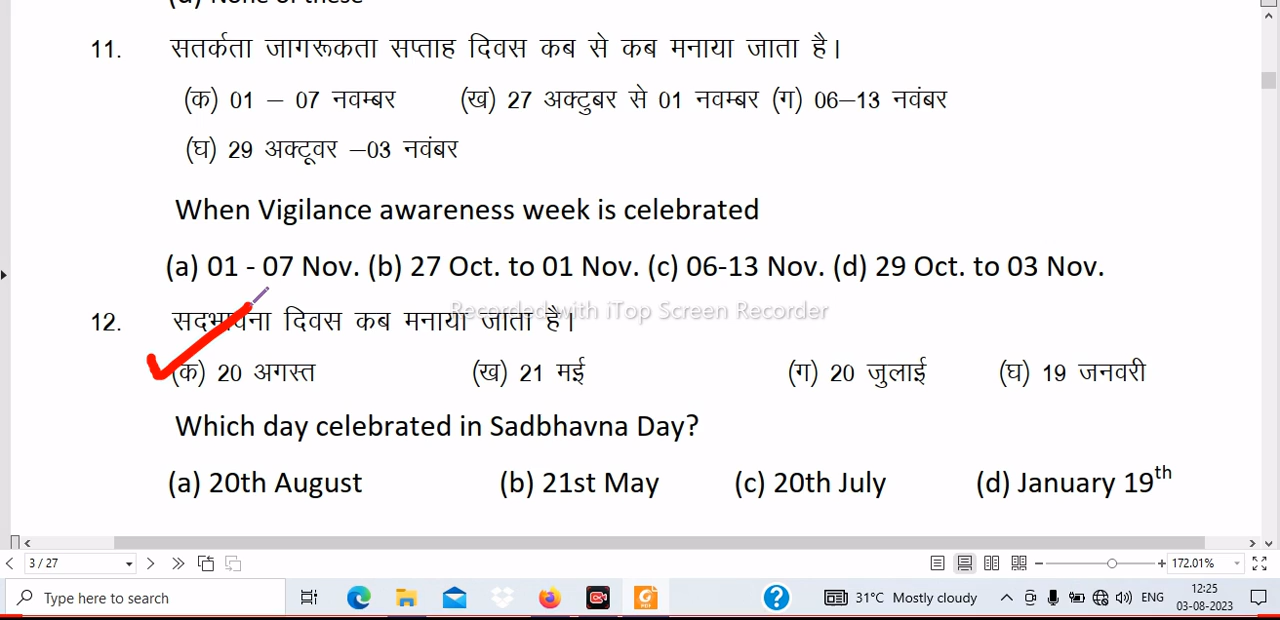 (d) None of these
11. सतर्कता जागरूकता सप्ताह दिवस कब से कब मनाया जाता है।
(क) 01 – 07 नवम्बर (ख) 27 अक्टुबर से 01 नवम्बर (ग) 06–13 नवंबर
(घ) 29 अक्टूवर –03 नवंबर
When Vigilance awareness week is celebrated
(a) 01 - 07 Nov. (b) 27 Oct. to 01 Nov. (c) 06-13 Nov. (d) 29 Oct. to 03 Nov.
Recorded with iTop Screen Recorder
12. सदभावना दिवस कब मनाया जाता है।
(क) 20 अगस्त (ख) 21 मई (ग) 20 जुलाई (घ) 19 जनवरी
Which day celebrated in Sadbhavna Day?
(a) 20th August (b) 21st May (c) 20th July (d) January 19th
3 / 27 172.01%
Type here to search 31°C Mostly cloudy ENG 12:25
03-08-2023